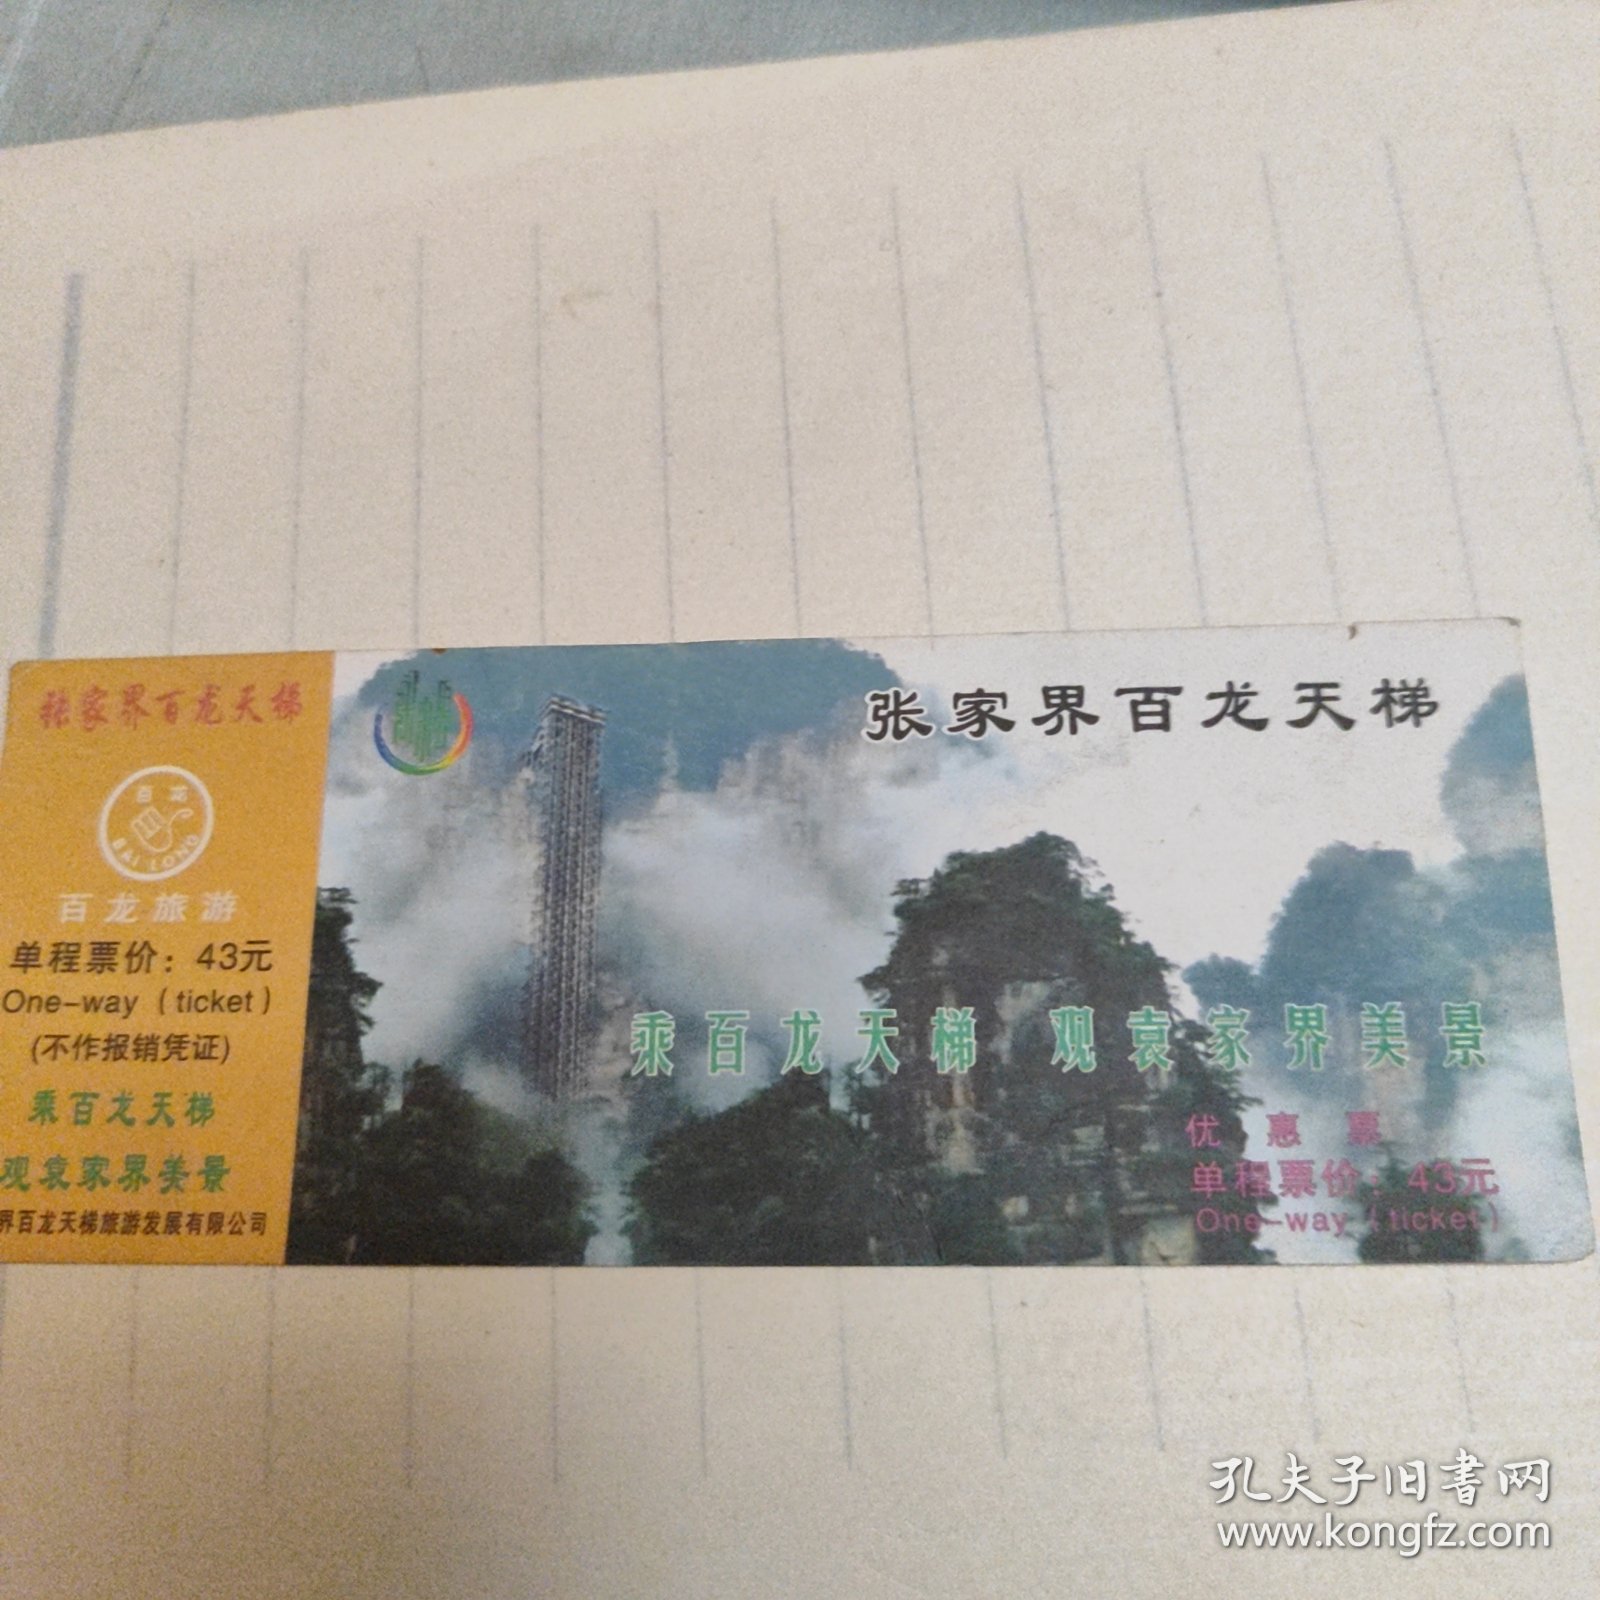 张家界百龙天梯
百龙
BAI LONG
百龙旅游
单程票价：43元
One-way (ticket)
(不作报销凭证)
乘百龙天梯
观袁家界美景
界百龙天梯旅游发展有限公司
张家界百龙天梯
乘百龙天梯 观袁家界美景
优惠票
单程票价：43元
One-way (ticket)
孔夫子旧书网
www.kongfz.com